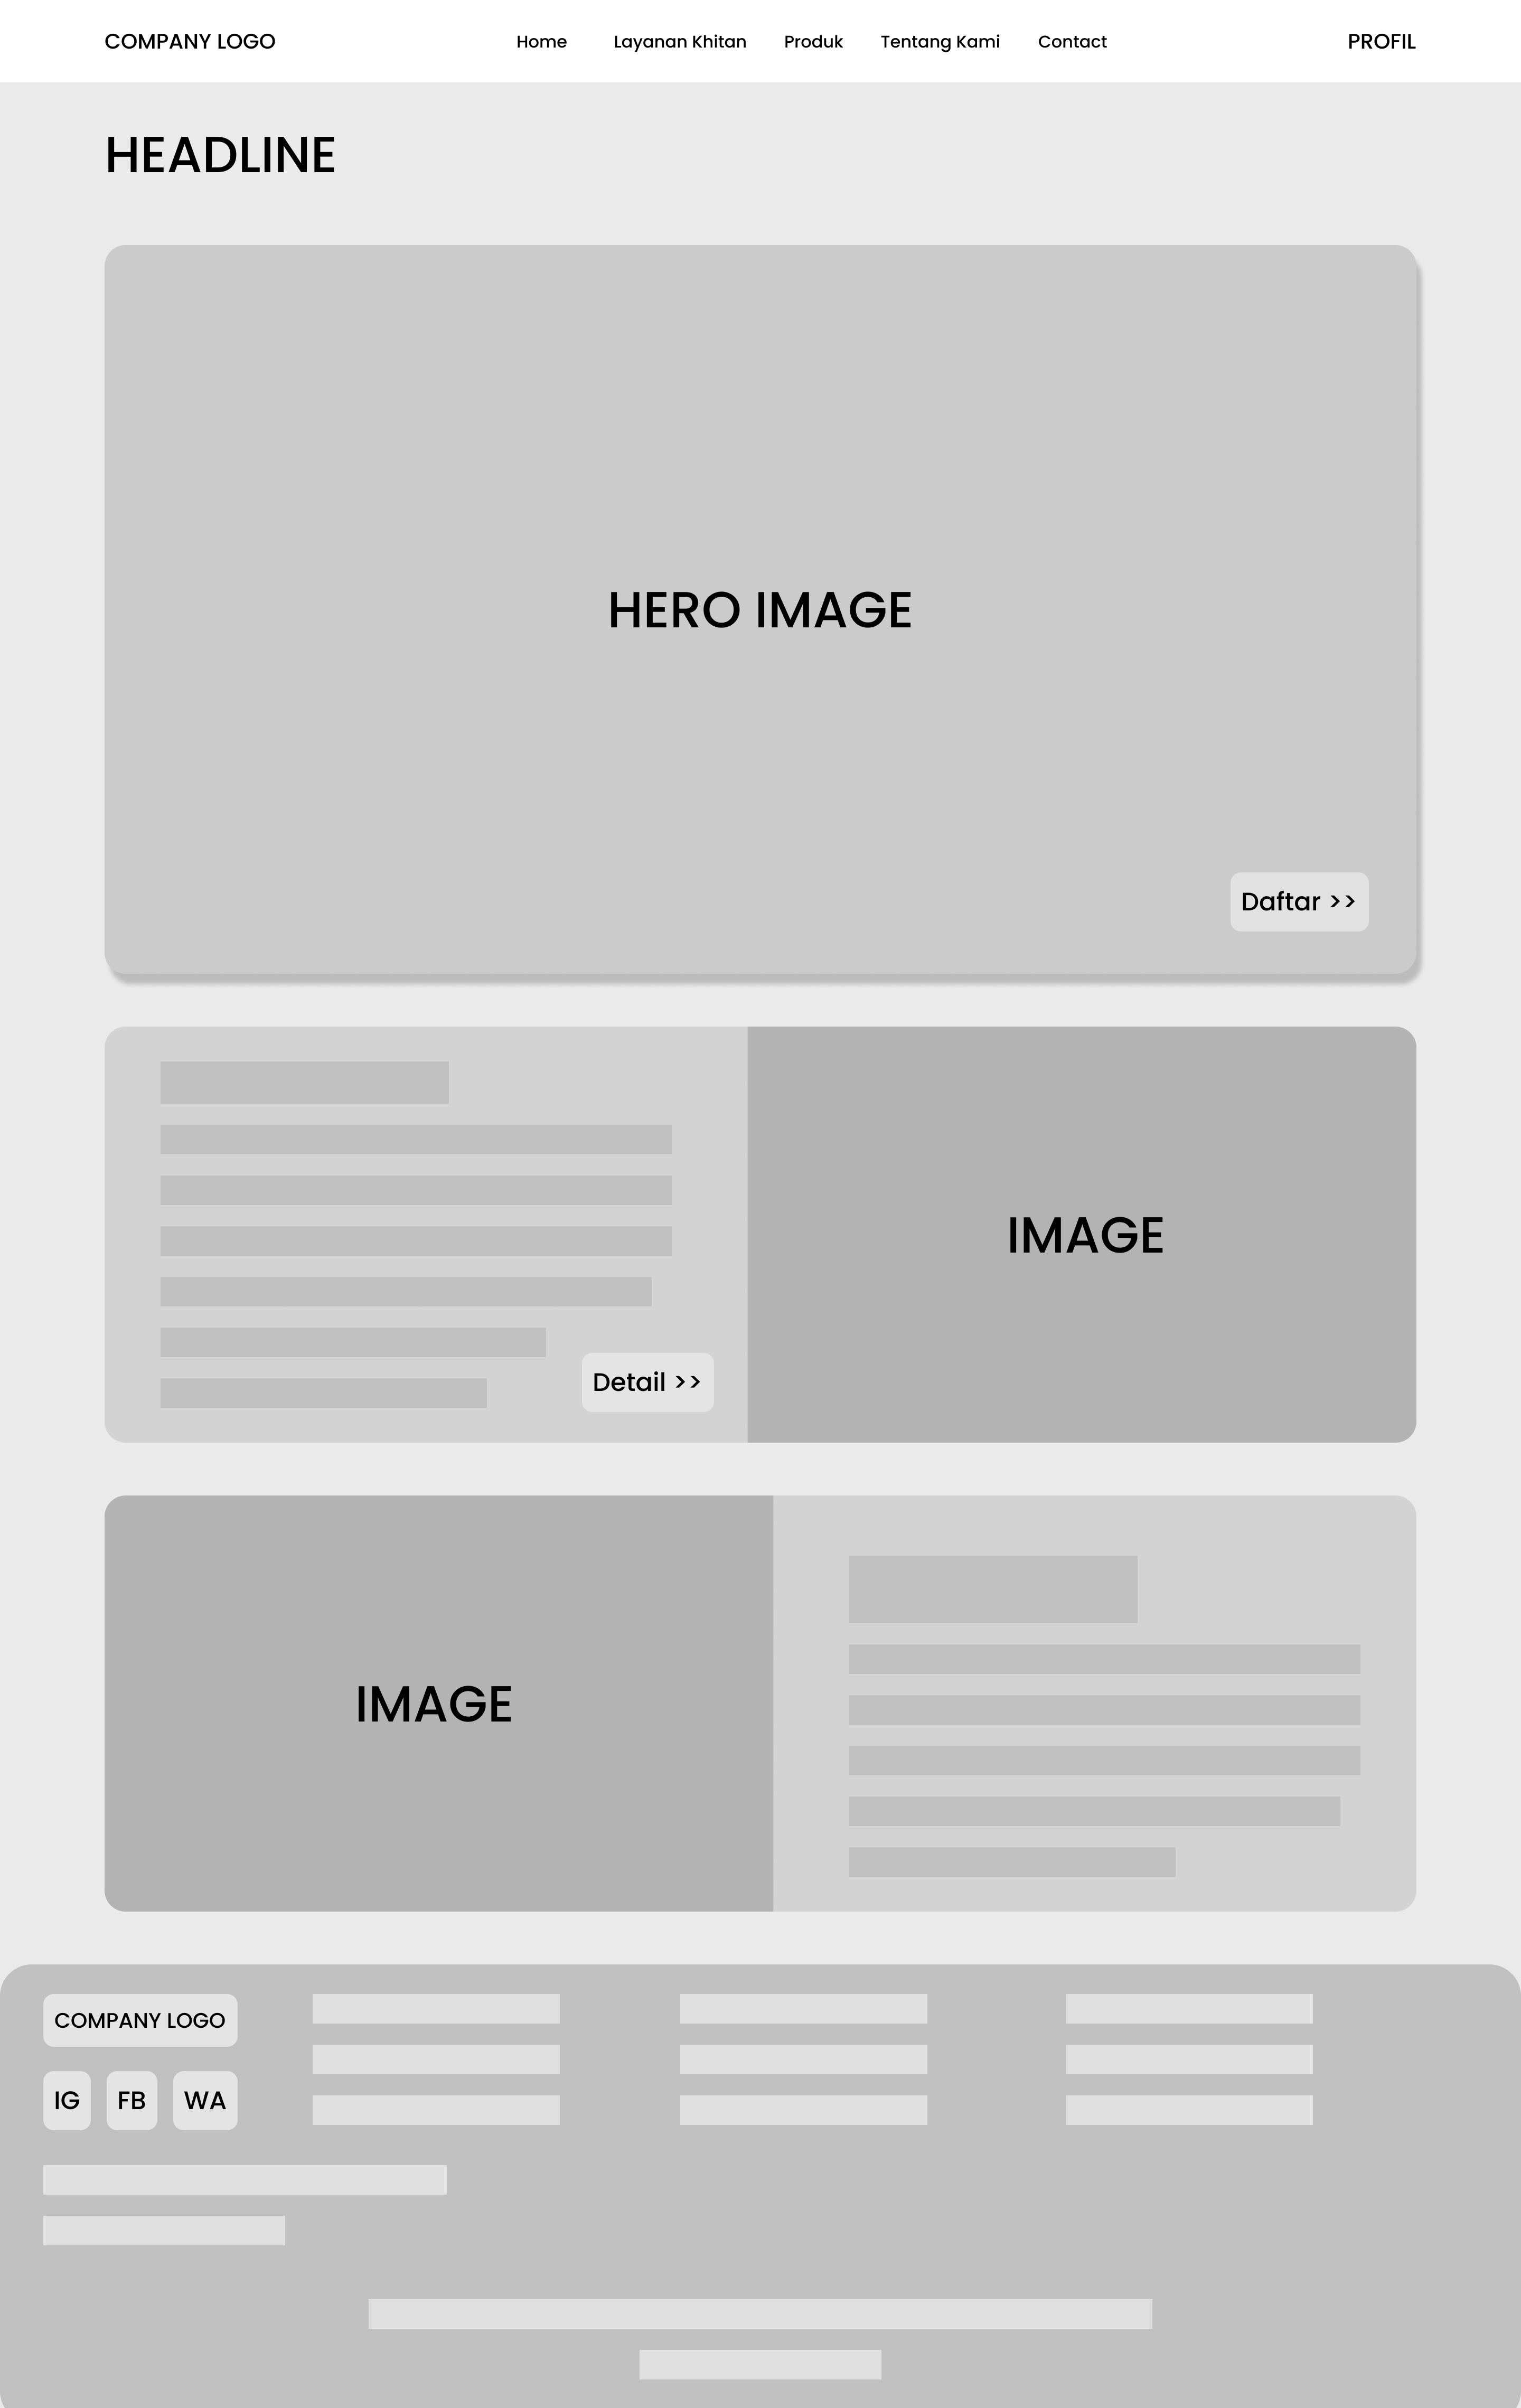 COMPANY LOGO Home Layanan Khitan Produk Tentang Kami Contact PROFIL
HEADLINE
HERO IMAGE
Daftar >>
IMAGE
Detail >>
IMAGE
COMPANY LOGO
IG FB WA